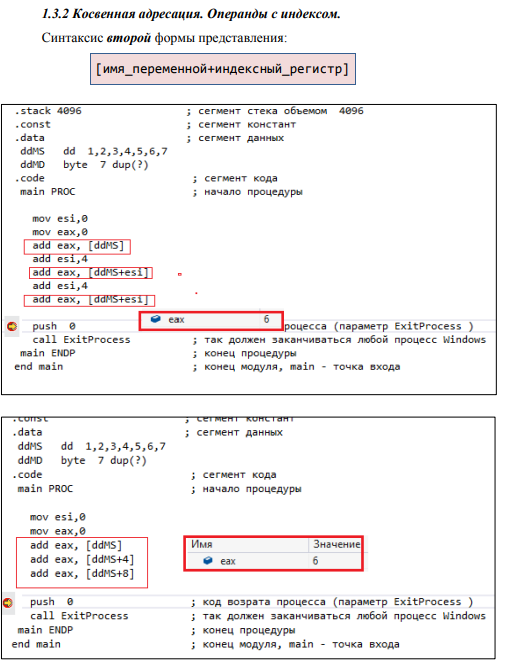 1.3.2 Косвенная адресация. Операнды с индексом.
Синтаксис второй формы представления:
[имя_переменной+индексный_регистр]
.stack 4096 ; сегмент стека объемом 4096
.const ; сегмент констант
.data ; сегмент данных
ddMS dd 1,2,3,4,5,6,7
ddMD byte 7 dup(?)
.code ; сегмент кода
main PROC ; начало процедуры
mov esi,0
mov eax,0
add eax, [ddMS]
add esi,4
add eax, [ddMS+esi]
add esi,4
add eax, [ddMS+esi]
eax 6
push 0 роцесса (параметр ExitProcess )
call ExitProcess ; так должен заканчиваться любой процесс Windows
main ENDP ; конец процедуры
end main ; конец модуля, main - точка входа
.const ; сегмент констант
.data ; сегмент данных
ddMS dd 1,2,3,4,5,6,7
ddMD byte 7 dup(?)
.code ; сегмент кода
main PROC ; начало процедуры
mov esi,0
mov eax,0
add eax, [ddMS] Имя Значение
add eax, [ddMS+4] eax 6
add eax, [ddMS+8]
push 0 ; код возрата процесса (параметр ExitProcess )
call ExitProcess ; так должен заканчиваться любой процесс Windows
main ENDP ; конец процедуры
end main ; конец модуля, main - точка входа